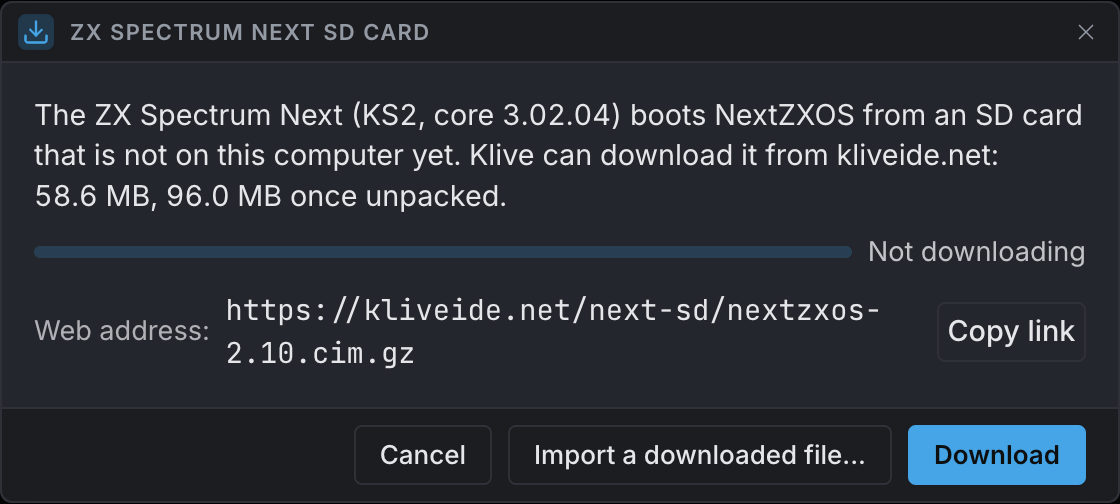 ZX SPECTRUM NEXT SD CARD
The ZX Spectrum Next (KS2, core 3.02.04) boots NextZXOS from an SD card
that is not on this computer yet. Klive can download it from kliveide.net:
58.6 MB, 96.0 MB once unpacked.
Not downloading
Web address:
https://kliveide.net/next-sd/nextzxos-
2.10.cim.gz
Copy link
Cancel
Import a downloaded file...
Download